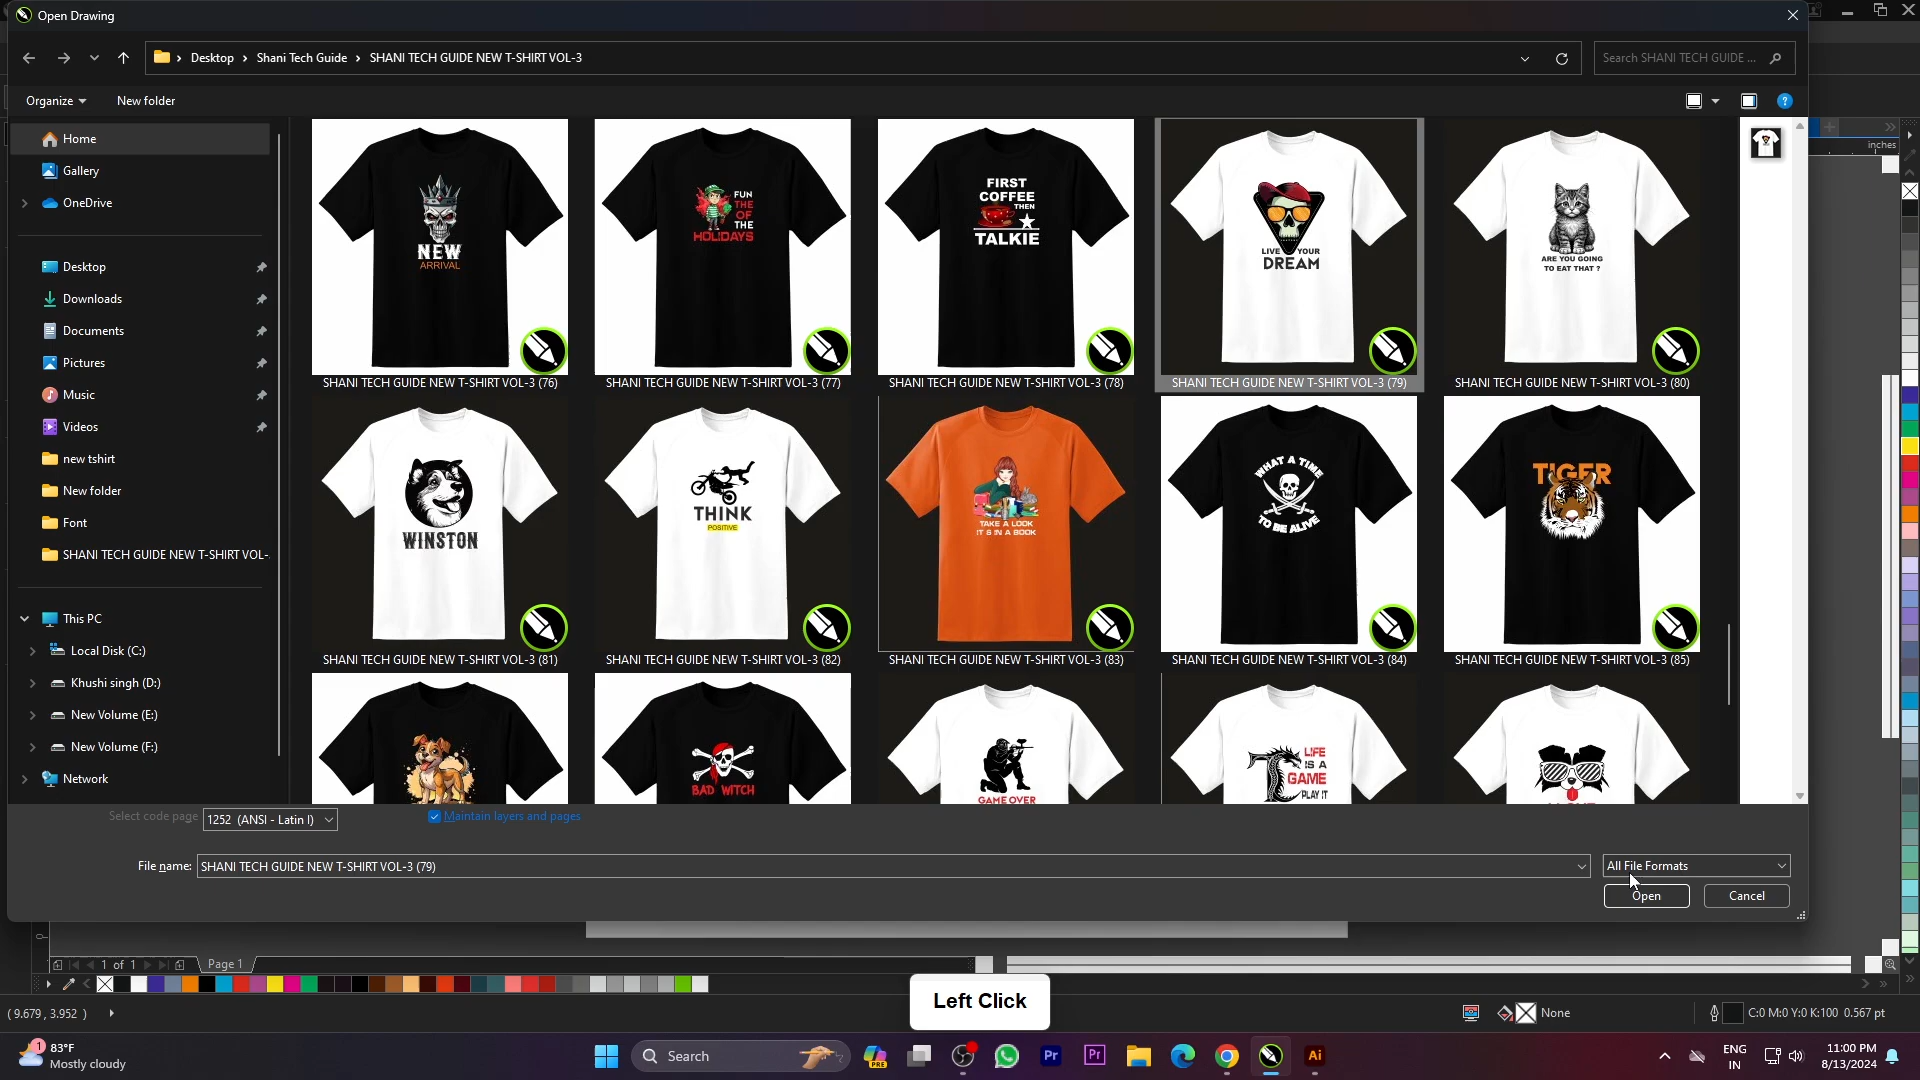 Open Drawing
Desktop
Shani Tech Guide
SHANI TECH GUIDE NEW T-SHIRT VOL-3
Search SHANI TECH GUIDE ...
Organize
New folder
inches
Home
Gallery
OneDrive
Desktop
Downloads
Documents
Pictures
Music
Videos
new tshirt
New folder
Font
SHANI TECH GUIDE NEW T-SHIRT VOL-
This PC
Local Disk (C:)
Khushi singh (D:)
New Volume (E:)
New Volume (F:)
Network
NEW
ARRIVAL
SHANI TECH GUIDE NEW T-SHIRT VOL-3 (76)
FUN
THE
OF
THE
HOLIDAYS
SHANI TECH GUIDE NEW T-SHIRT VOL-3 (77)
FIRST
COFFEE
THEN
TALKIE
SHANI TECH GUIDE NEW T-SHIRT VOL-3 (78)
LIVE YOUR
DREAM
SHANI TECH GUIDE NEW T-SHIRT VOL-3 (79)
ARE YOU GOING
TO EAT THAT ?
SHANI TECH GUIDE NEW T-SHIRT VOL-3 (80)
WINSTON
SHANI TECH GUIDE NEW T-SHIRT VOL-3 (81)
THINK
POSITIVE
SHANI TECH GUIDE NEW T-SHIRT VOL-3 (82)
TAKE A LOOK
IT S IN A BOOK
SHANI TECH GUIDE NEW T-SHIRT VOL-3 (83)
WHAT A TIME
TO BE ALIVE
SHANI TECH GUIDE NEW T-SHIRT VOL-3 (84)
TIGER
SHANI TECH GUIDE NEW T-SHIRT VOL-3 (85)
BAD WITCH
GAME OVER
LIFE
IS A
GAME
PLAY IT
Select code page
1252 (ANSI - Latin I)
Maintain layers and pages
File name:
SHANI TECH GUIDE NEW T-SHIRT VOL-3 (79)
All File Formats
Open
Cancel
1 of 1
Page 1
Left Click
( 9.679 , 3.952 )
None
C:0 M:0 Y:0 K:100 0.567 pt
1
83°F
Mostly cloudy
Search
PRE
Pr
Pr
Ai
ENG
IN
11:00 PM
8/13/2024